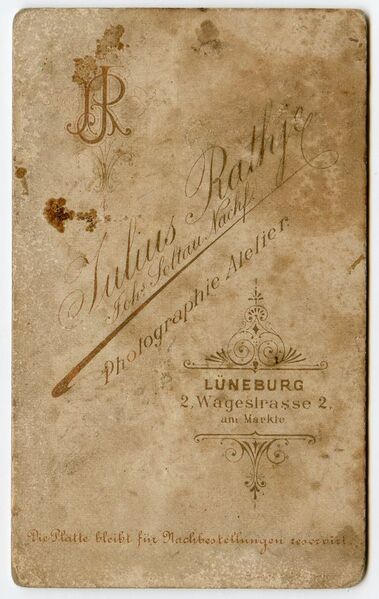 JR
Julius Rathje
Johs Soltau Nachf.
Photographie Atelier.
LÜNEBURG
2, Wagestrasse 2,
am Markte
Die Platte bleibt für Nachbestellungen reservirt.